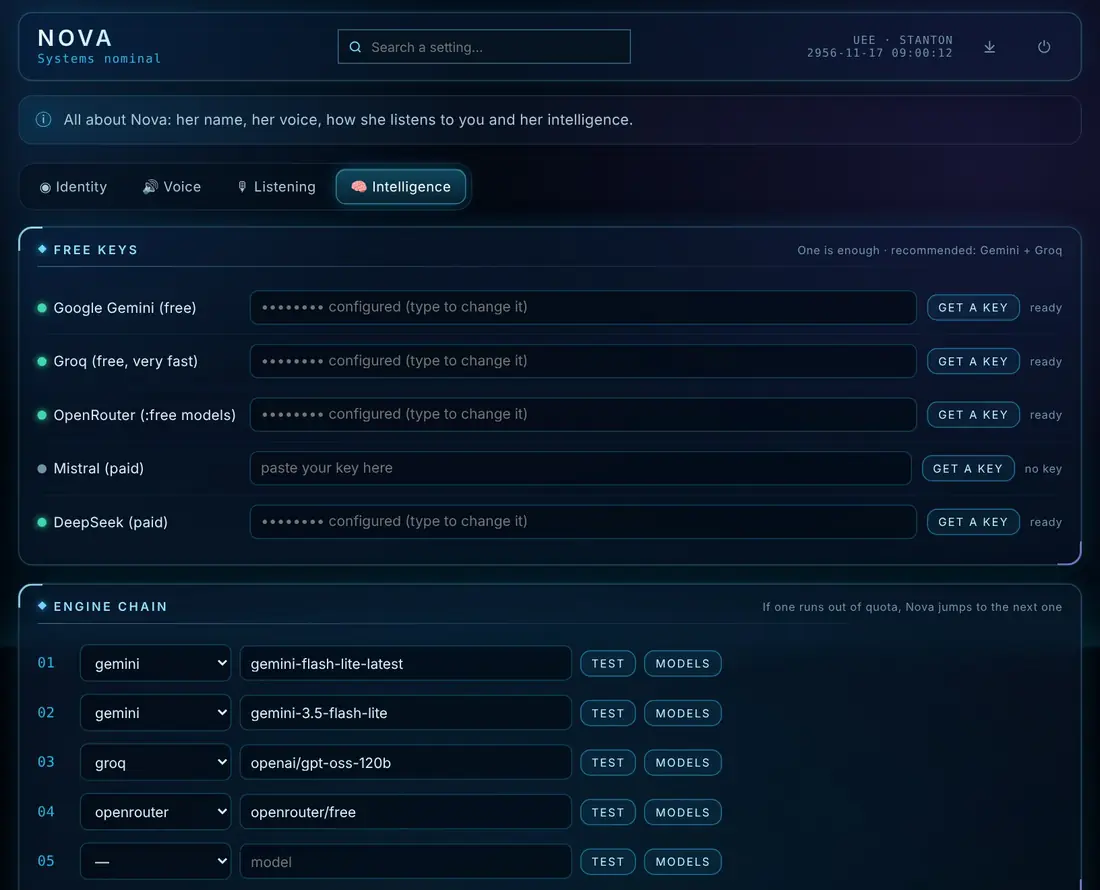 NOVA
Systems nominal
Search a setting...
UEE · STANTON
2956-11-17 09:00:12
All about Nova: her name, her voice, how she listens to you and her intelligence.
Identity
Voice
Listening
Intelligence
FREE KEYS
One is enough · recommended: Gemini + Groq
Google Gemini (free) •••••••• configured (type to change it) GET A KEY ready
Groq (free, very fast) •••••••• configured (type to change it) GET A KEY ready
OpenRouter (:free models) •••••••• configured (type to change it) GET A KEY ready
Mistral (paid) paste your key here GET A KEY no key
DeepSeek (paid) •••••••• configured (type to change it) GET A KEY ready
ENGINE CHAIN
If one runs out of quota, Nova jumps to the next one
01 gemini gemini-flash-lite-latest TEST MODELS
02 gemini gemini-3.5-flash-lite TEST MODELS
03 groq openai/gpt-oss-120b TEST MODELS
04 openrouter openrouter/free TEST MODELS
05 — model TEST MODELS